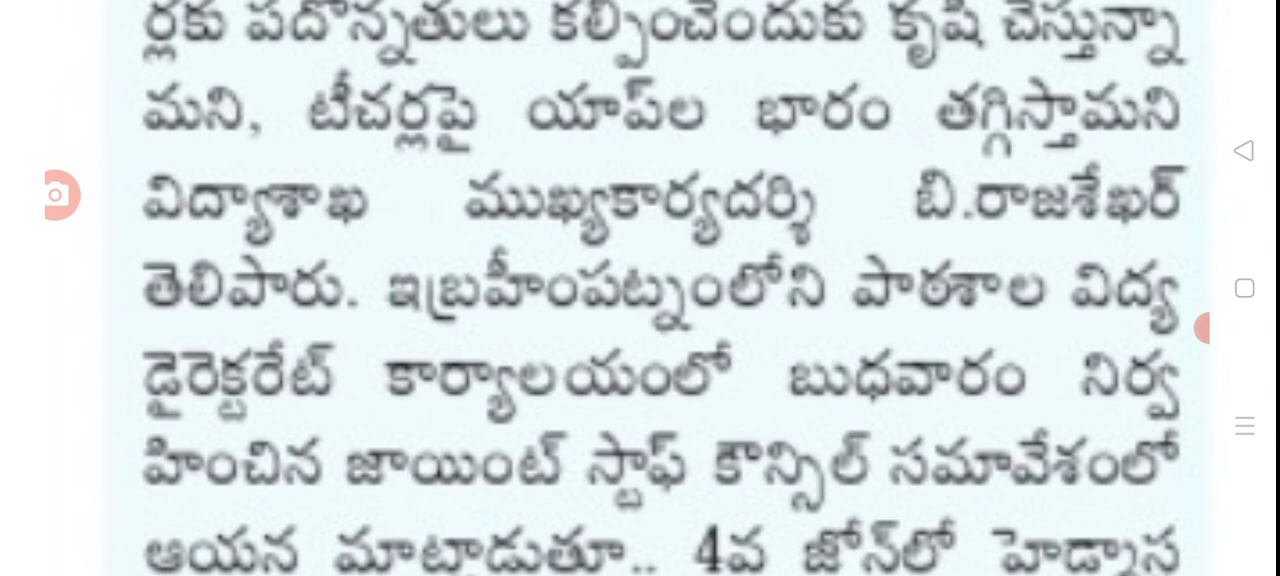 ర్లకు పదోన్నతులు కల్పించేందుకు కృషి చేస్తున్నా
మని, టీచర్లపై యాప్‌ల భారం తగ్గిస్తామని
విద్యాశాఖ ముఖ్యకార్యదర్శి బి.రాజశేఖర్
తెలిపారు. ఇబ్రహీంపట్నంలోని పాఠశాల విద్య
డైరెక్టరేట్ కార్యాలయంలో బుధవారం నిర్వ
హించిన జాయింట్ స్టాఫ్ కౌన్సిల్ సమావేశంలో
ఆయన మాట్లాడుతూ.. 4వ జోన్‌లో